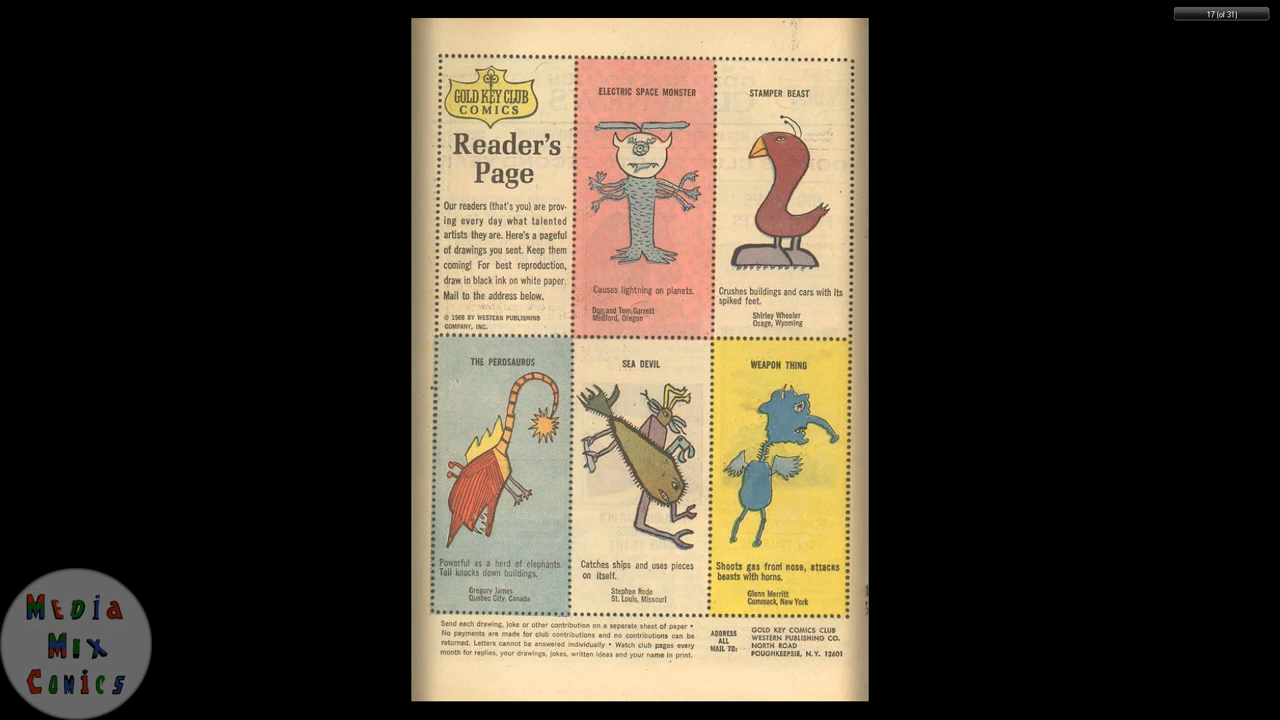 17 (of 31)
GOLD KEY CLUB
COMICS
Reader's
Page
Our readers (that's you) are prov-
ing every day what talented
artists they are. Here's a pageful
of drawings you sent. Keep them
coming! For best reproduction,
draw in black ink on white paper.
Mail to the address below.
© 1966 BY WESTERN PUBLISHING
COMPANY, INC.
ELECTRIC SPACE MONSTER
Causes lightning on planets.
Don and Tom Garrett
Medford, Oregon
STAMPER BEAST
Crushes buildings and cars with its
spiked feet.
Shirley Wheeler
Osage, Wyoming
THE PEROSAURUS
Powerful as a herd of elephants.
Tail knocks down buildings.
Gregory James
Quebec City, Canada
SEA DEVIL
Catches ships and uses pieces
on itself.
Stephen Rode
St. Louis, Missouri
WEAPON THING
Shoots gas from nose, attacks
beasts with horns.
Glenn Merritt
Commack, New York
Send each drawing, joke or other contribution on a separate sheet of paper •
No payments are made for club contributions and no contributions can be
returned. Letters cannot be answered individually • Watch club pages every
month for replies, your drawings, jokes, written ideas and your name in print.
ADDRESS
ALL
MAIL TO:
GOLD KEY COMICS CLUB
WESTERN PUBLISHING CO.
NORTH ROAD
POUGHKEEPSIE, N. Y. 12601
MEDIA
MIX
COMICS